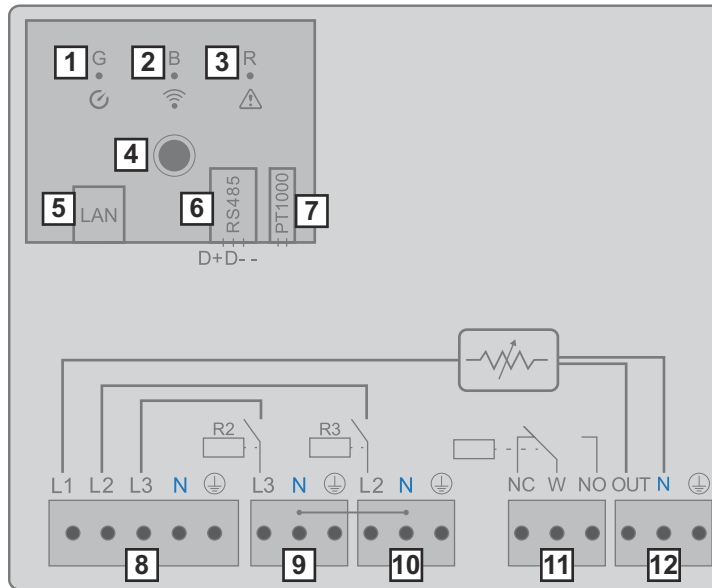 1 G 2 B 3 R
4
5 LAN 6 RS485 PT1000 7
D+D- -
R2 R3
L1 L2 L3 N L3 N L2 N NC W NO OUT N
8 9 10 11 12